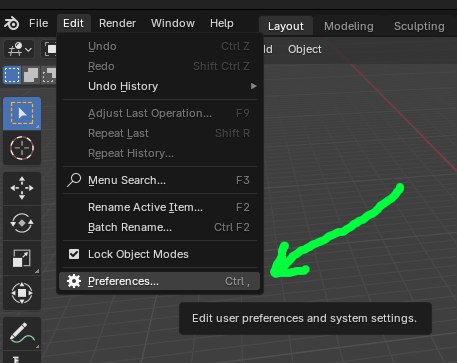 File Edit Render Window Help Layout Modeling Sculpting
Object
Undo Ctrl Z
Redo Shift Ctrl Z
Undo History
Adjust Last Operation... F9
Repeat Last Shift R
Repeat History...
Menu Search... F3
Rename Active Item... F2
Batch Rename... Ctrl F2
Lock Object Modes
Preferences... Ctrl ,
Edit user preferences and system settings.